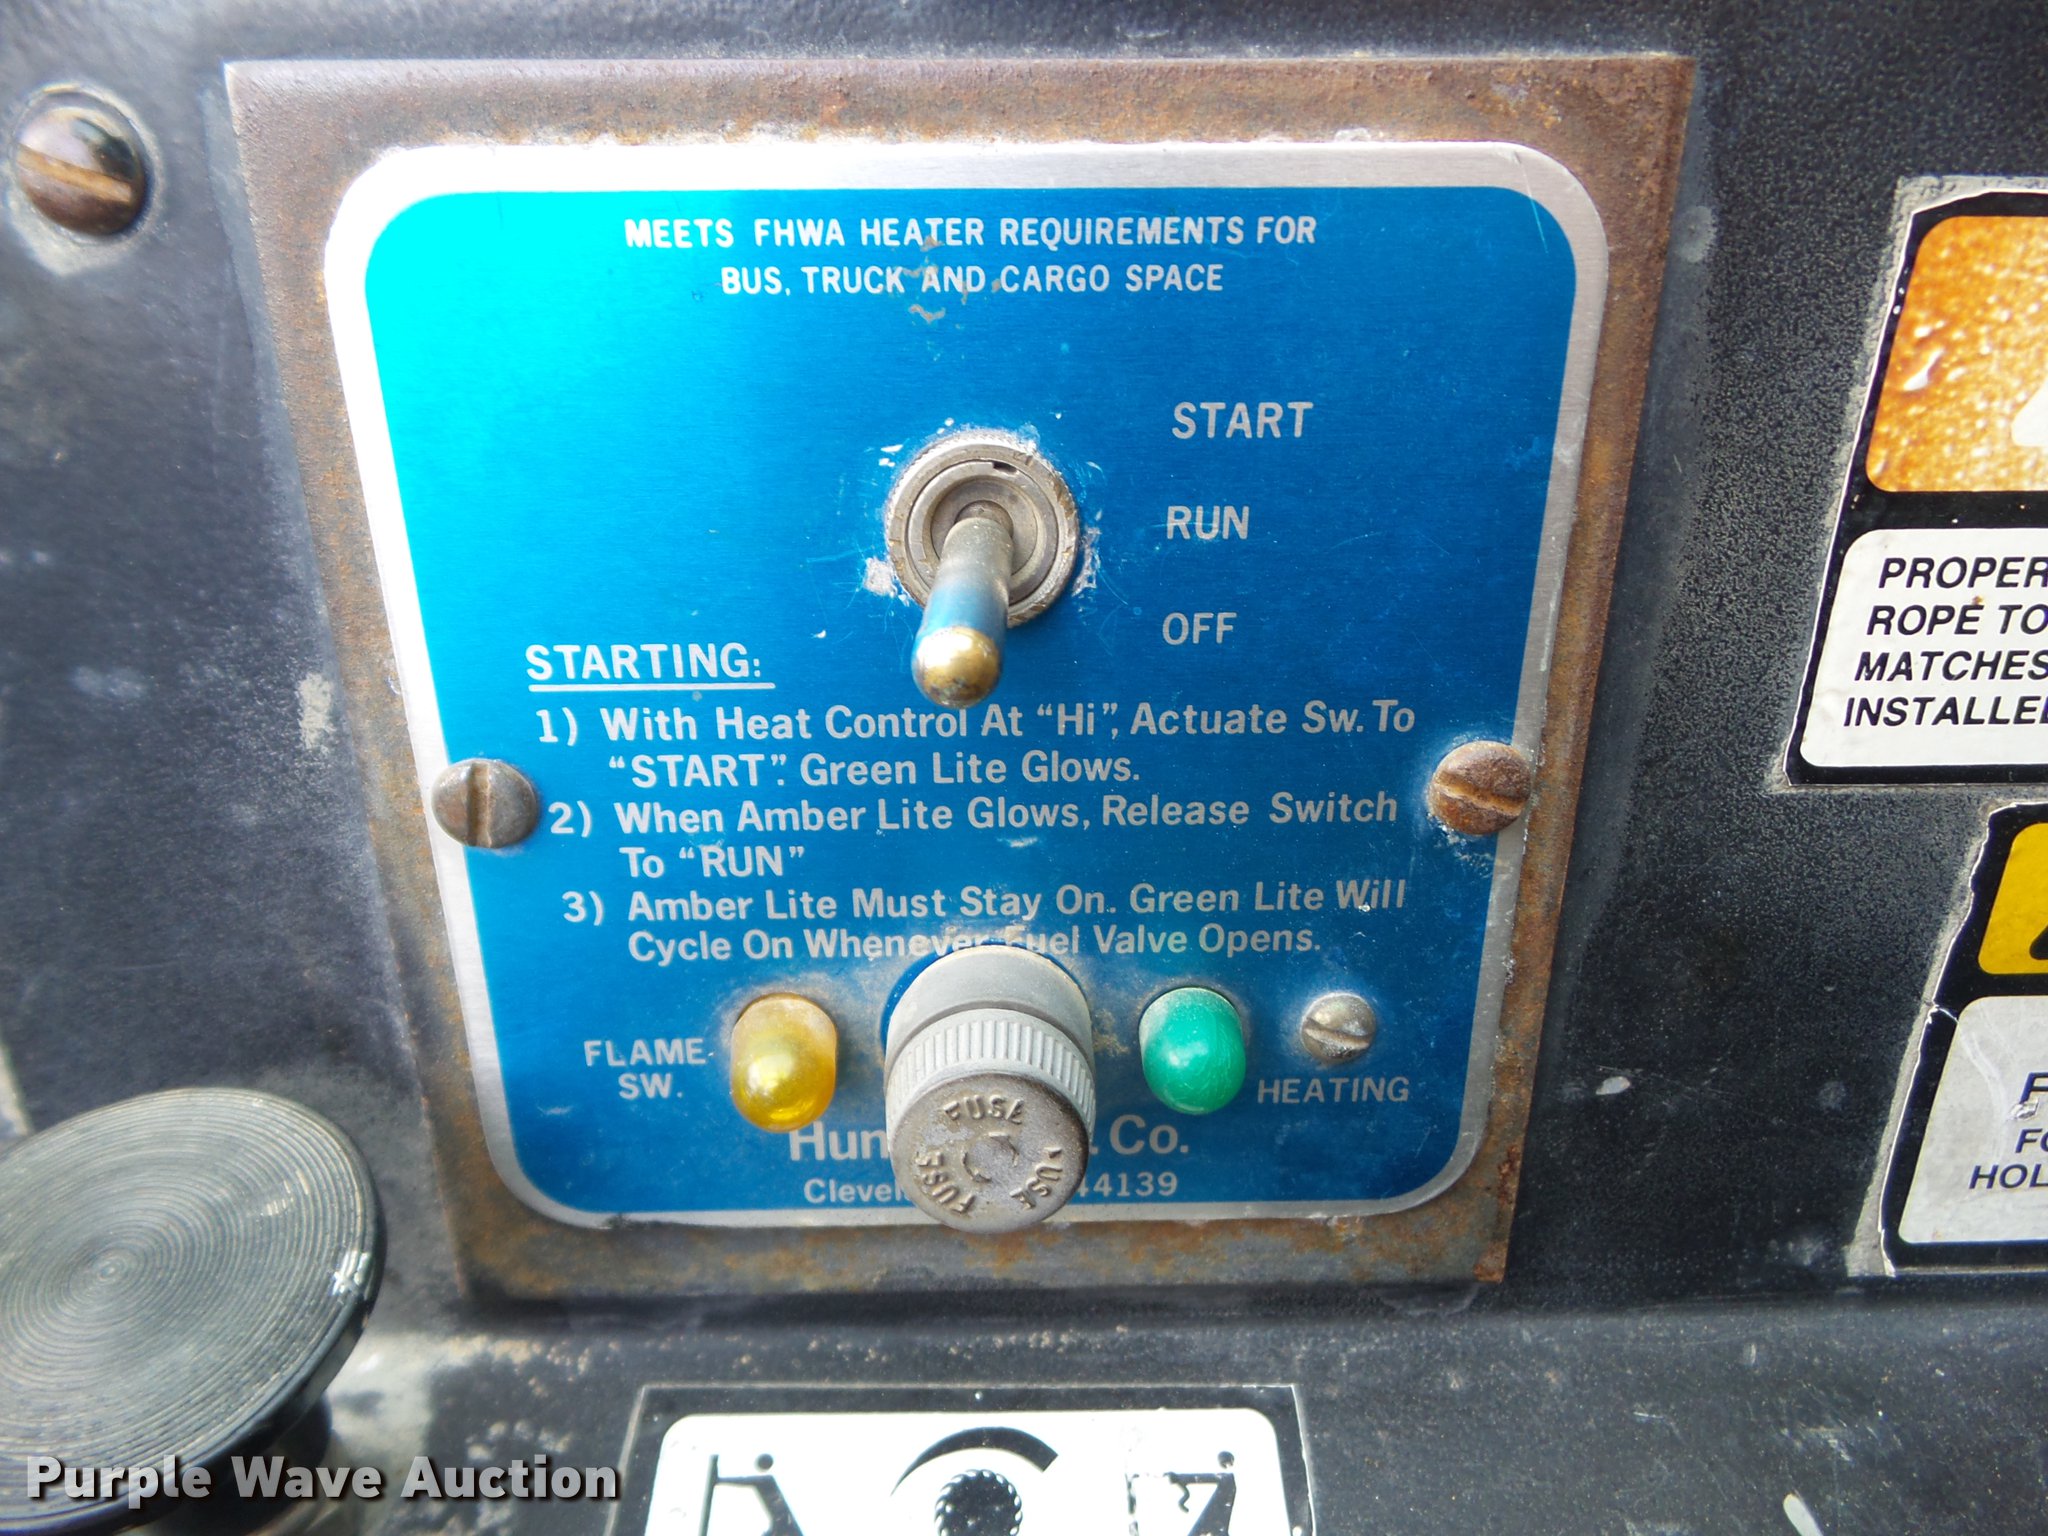 MEETS FHWA HEATER REQUIREMENTS FOR
BUS, TRUCK AND CARGO SPACE
START
RUN
OFF
STARTING:
1) With Heat Control At "Hi", Actuate Sw. To
"START". Green Lite Glows.
2) When Amber Lite Glows, Release Switch
To "RUN"
3) Amber Lite Must Stay On. Green Lite Will
Cycle On Whenever Fuel Valve Opens.
FLAME
SW.
HEATING
FUSE
FUSE
FUSE
Co.
44139
PROPER
ROPE TO
MATCHES
Purple Wave Auction